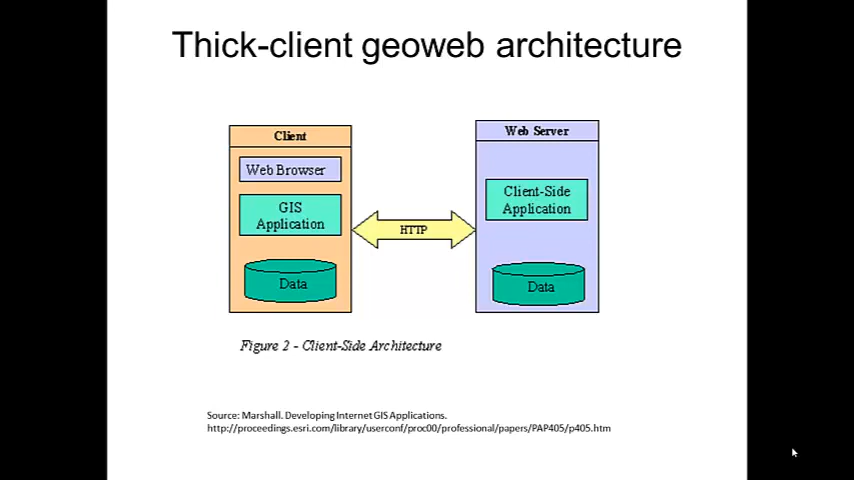 Thick-client geoweb architecture
Client
Web Browser
GIS
Application
Data
HTTP
Web Server
Client-Side
Application
Data
Figure 2 - Client-Side Architecture
Source: Marshall. Developing Internet GIS Applications.
http://proceedings.esri.com/library/userconf/proc00/professional/papers/PAP405/p405.htm